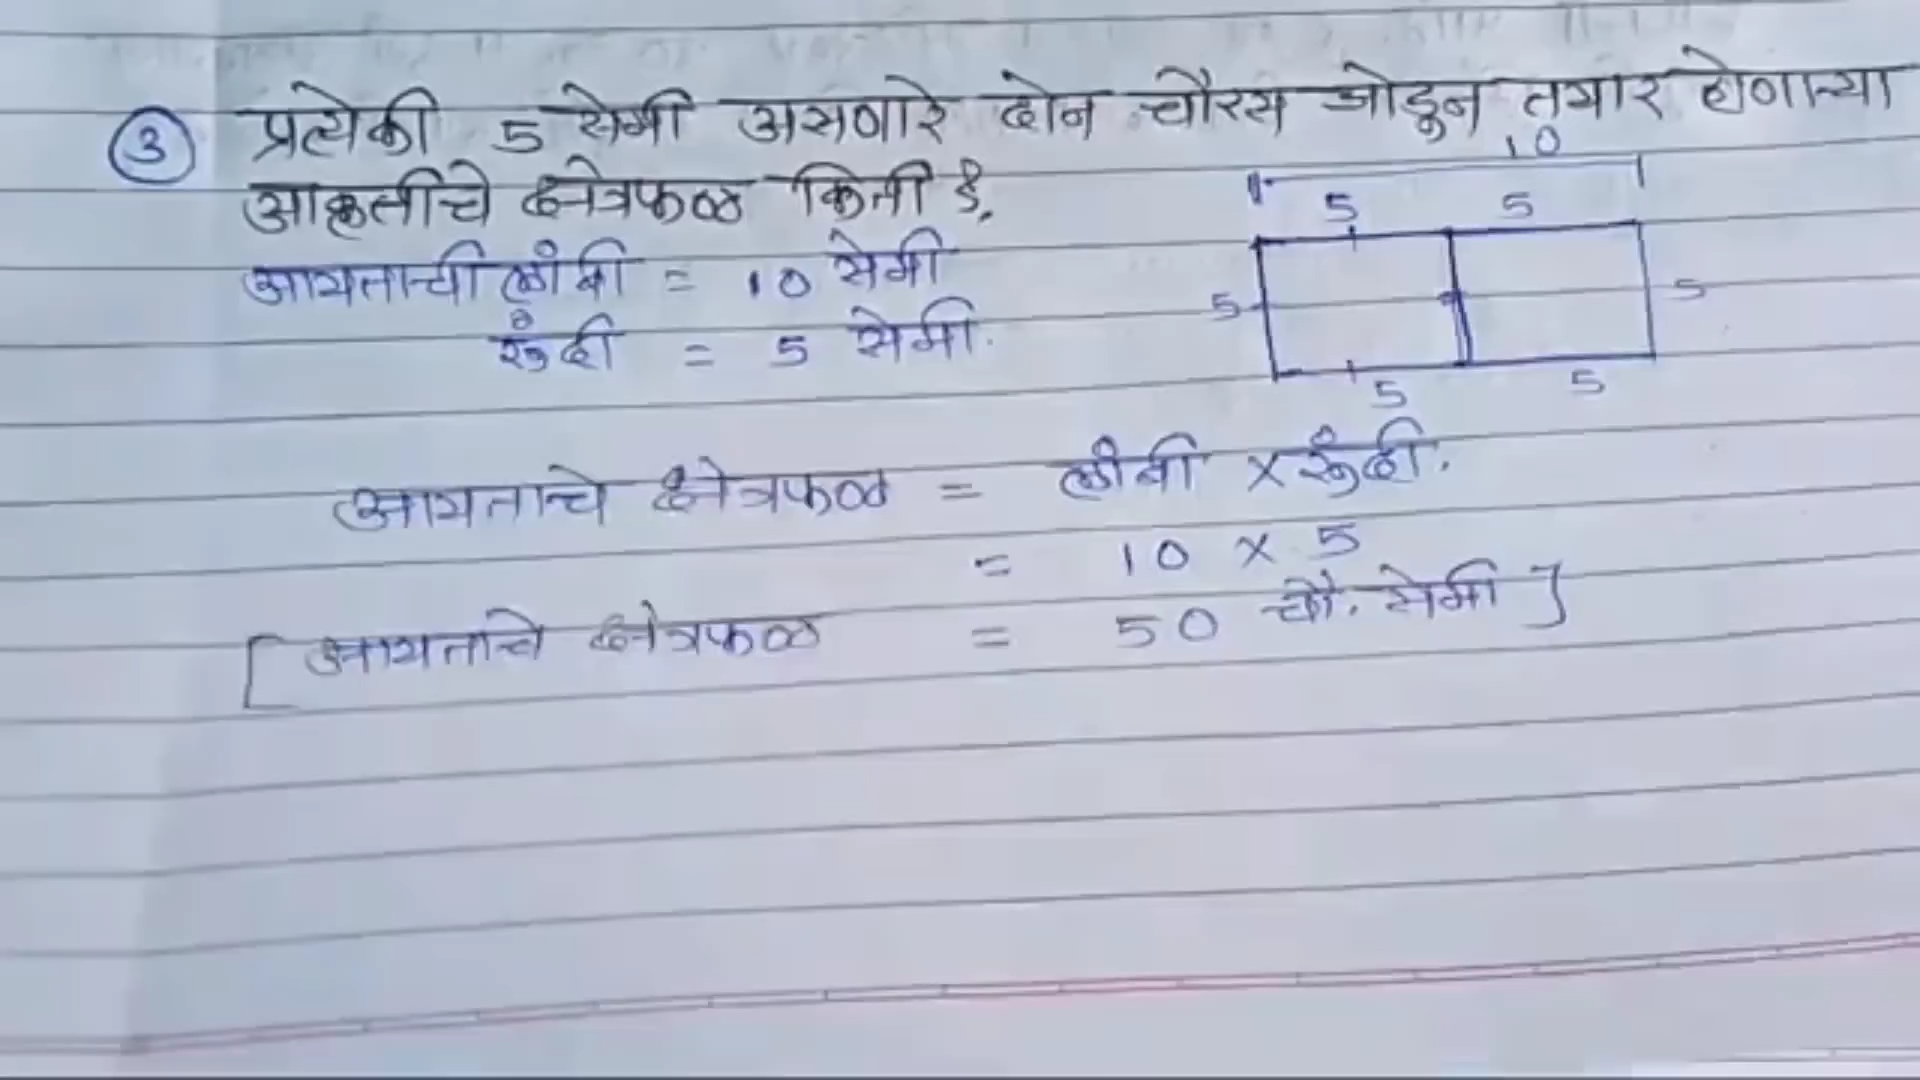 ③ प्रत्येकी 5 सेमी असणारे दोन चौरस जोडून तयार होणाऱ्या
आकृतीचे क्षेत्रफळ किती ?
10
5 5
आयताची लांबी = 10 सेमी
5 5
रुंदी = 5 सेमी.
5 5
आयताचे क्षेत्रफळ = लांबी × रुंदी.
= 10 × 5
[ आयताचे क्षेत्रफळ = 50 चौ. सेमी ]